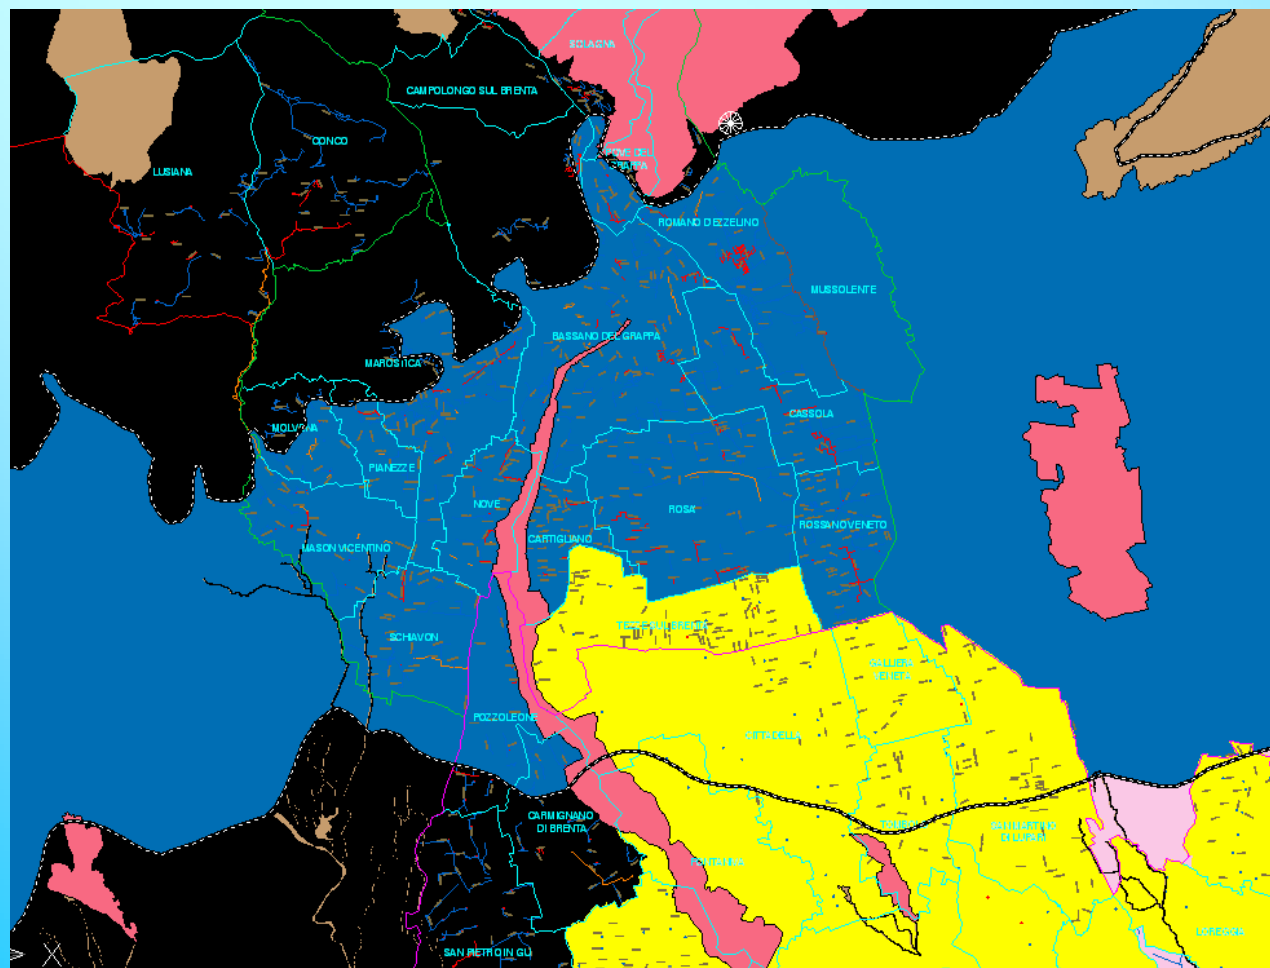 SOLAGNA
CAMPOLONGO SUL BRENTA
CONCO
LUSIANA
POVE DEL
GRAPPA
ROMANO D'EZZELINO
MUSSOLENTE
BASSANO DEL GRAPPA
MAROSTICA
CASSOLA
MOLVENA
PIANEZZE
NOVE
ROSA'
ROSSANO VENETO
CARTIGLIANO
MASON VICENTINO
TEZZE SUL BRENTA
SCHIAVON
GALLIERA
VENETA
POZZOLEONE
CITTADELLA
CARMIGNANO
DI BRENTA
TOMBOLO
SAN MARTINO
DI LUPARI
FONTANIVA
LOREGGIA
SAN PIETRO IN GU
X